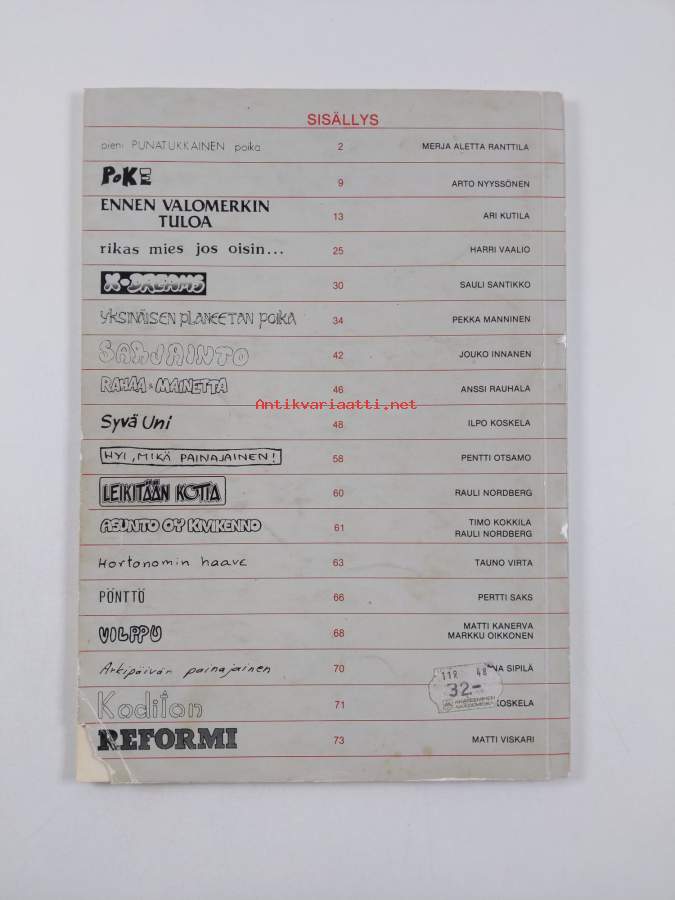 SISÄLLYS
pieni PUNATUKKAINEN poika 2 MERJA ALETTA RANTTILA
POKE 9 ARTO NYYSSÖNEN
ENNEN VALOMERKIN 13 ARI KUTILA
TULOA
rikas mies jos oisin... 25 HARRI VAALIO
X-DREAMS 30 SAULI SANTIKKO
YKSINÄISEN PLANEETAN POIKA 34 PEKKA MANNINEN
SARJAINTO 42 JOUKO INNANEN
RAHAA & MAINETTA 46 ANSSI RAUHALA
Antikvariaatti.net
Syvä Uni 48 ILPO KOSKELA
HYI, MIKÄ PAINAJAINEN! 58 PENTTI OTSAMO
LEIKITÄÄN KOTIA 60 RAULI NORDBERG
ASUNTO OY KIVIKENNO 61 TIMO KOKKILA
RAULI NORDBERG
Hortonomin haave 63 TAUNO VIRTA
PÖNTTÖ 66 PERTTI SAKS
VILPPU 68 MATTI KANERVA
MARKKU OIKKONEN
Arkipäivän painajainen 70 NA SIPILÄ
118 48
32-
AKATEEMINEN
Koditon 71 KOSKELA
REFORMI 73 MATTI VISKARI